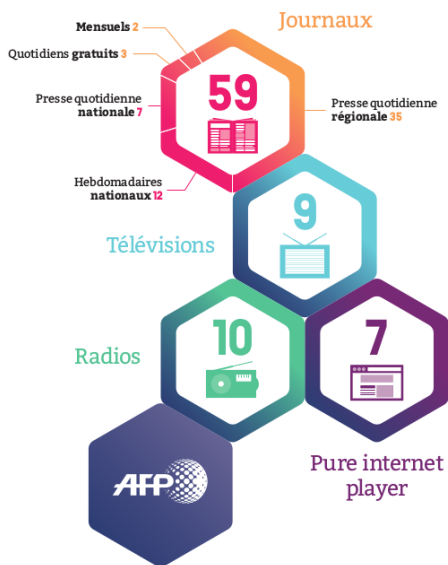 Journaux
Mensuels 2
Quotidiens gratuits 3
59
Presse quotidienne
nationale 7
Presse quotidienne
régionale 35
Hebdomadaires
nationaux 12
9
Télévisions
10
Radios
7
Pure internet
player
AFP